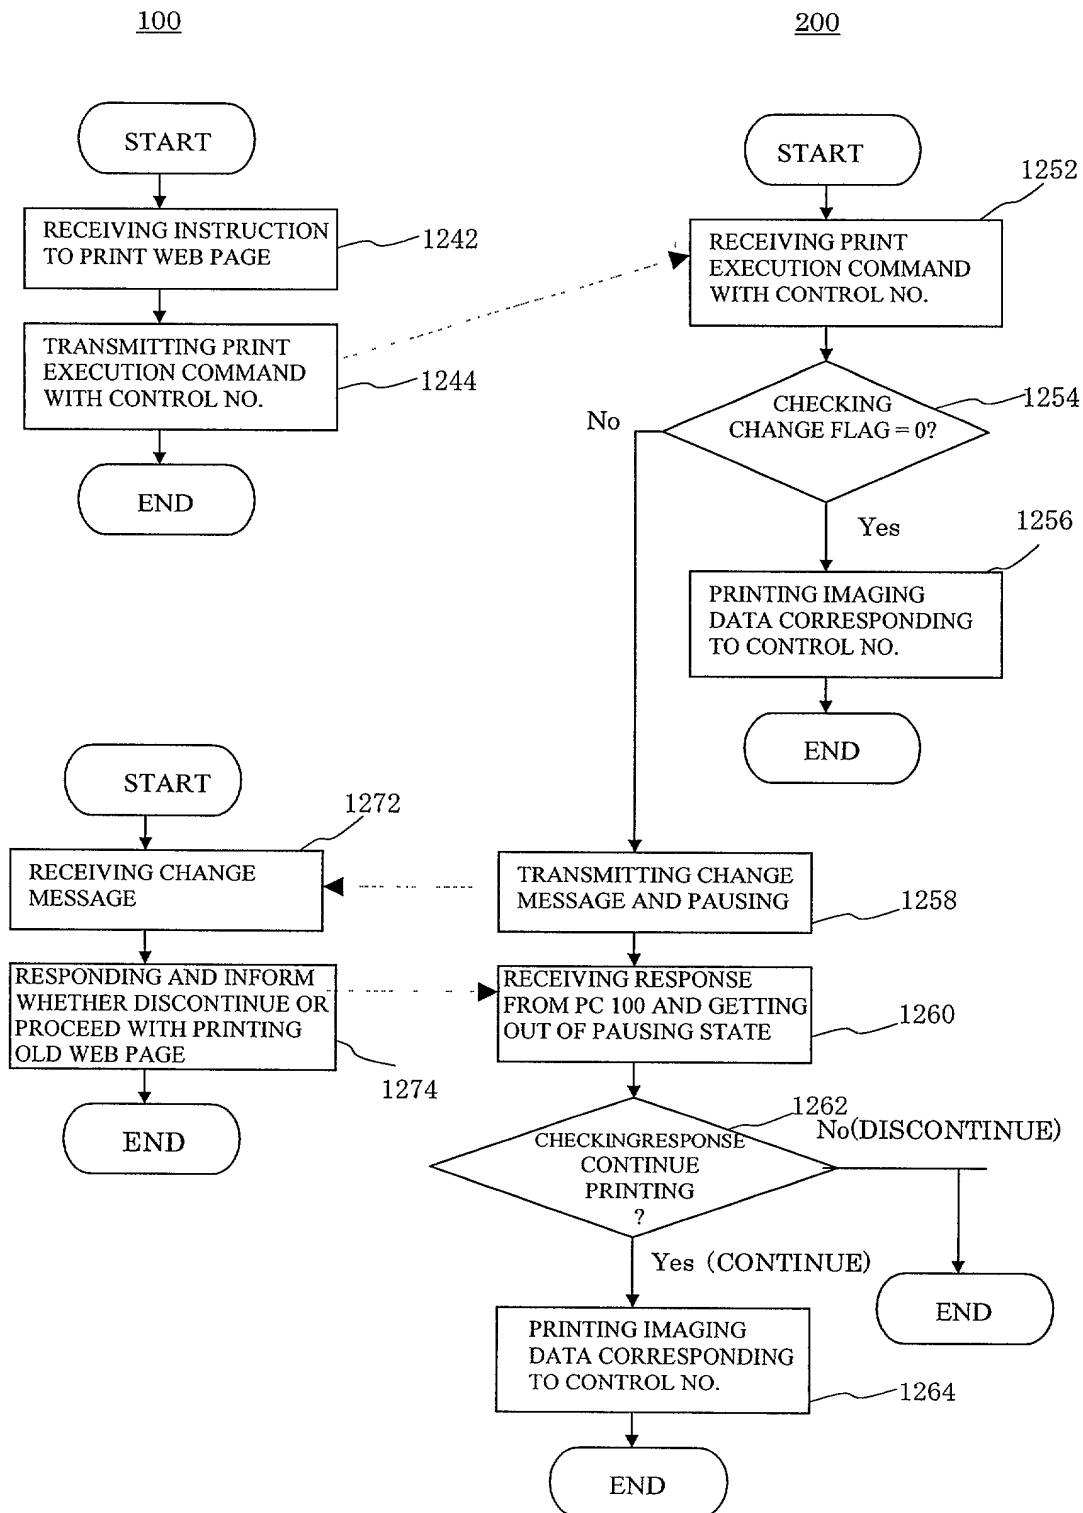 100
200
START
RECEIVING INSTRUCTION
TO PRINT WEB PAGE
1242
TRANSMITTING PRINT
EXECUTION COMMAND
WITH CONTROL NO.
1244
END
START
1252
RECEIVING PRINT
EXECUTION COMMAND
WITH CONTROL NO.
CHECKING
CHANGE FLAG = 0?
1254
No
Yes
1256
PRINTING IMAGING
DATA CORRESPONDING
TO CONTROL NO.
END
START
1272
RECEIVING CHANGE
MESSAGE
RESPONDING AND INFORM
WHETHER DISCONTINUE OR
PROCEED WITH PRINTING
OLD WEB PAGE
1274
END
TRANSMITTING CHANGE
MESSAGE AND PAUSING
1258
RECEIVING RESPONSE
FROM PC 100 AND GETTING
OUT OF PAUSING STATE
1260
1262
CHECKINGRESPONSE
CONTINUE
PRINTING
?
No(DISCONTINUE)
END
Yes (CONTINUE)
PRINTING IMAGING
DATA CORRESPONDING
TO CONTROL NO.
1264
END